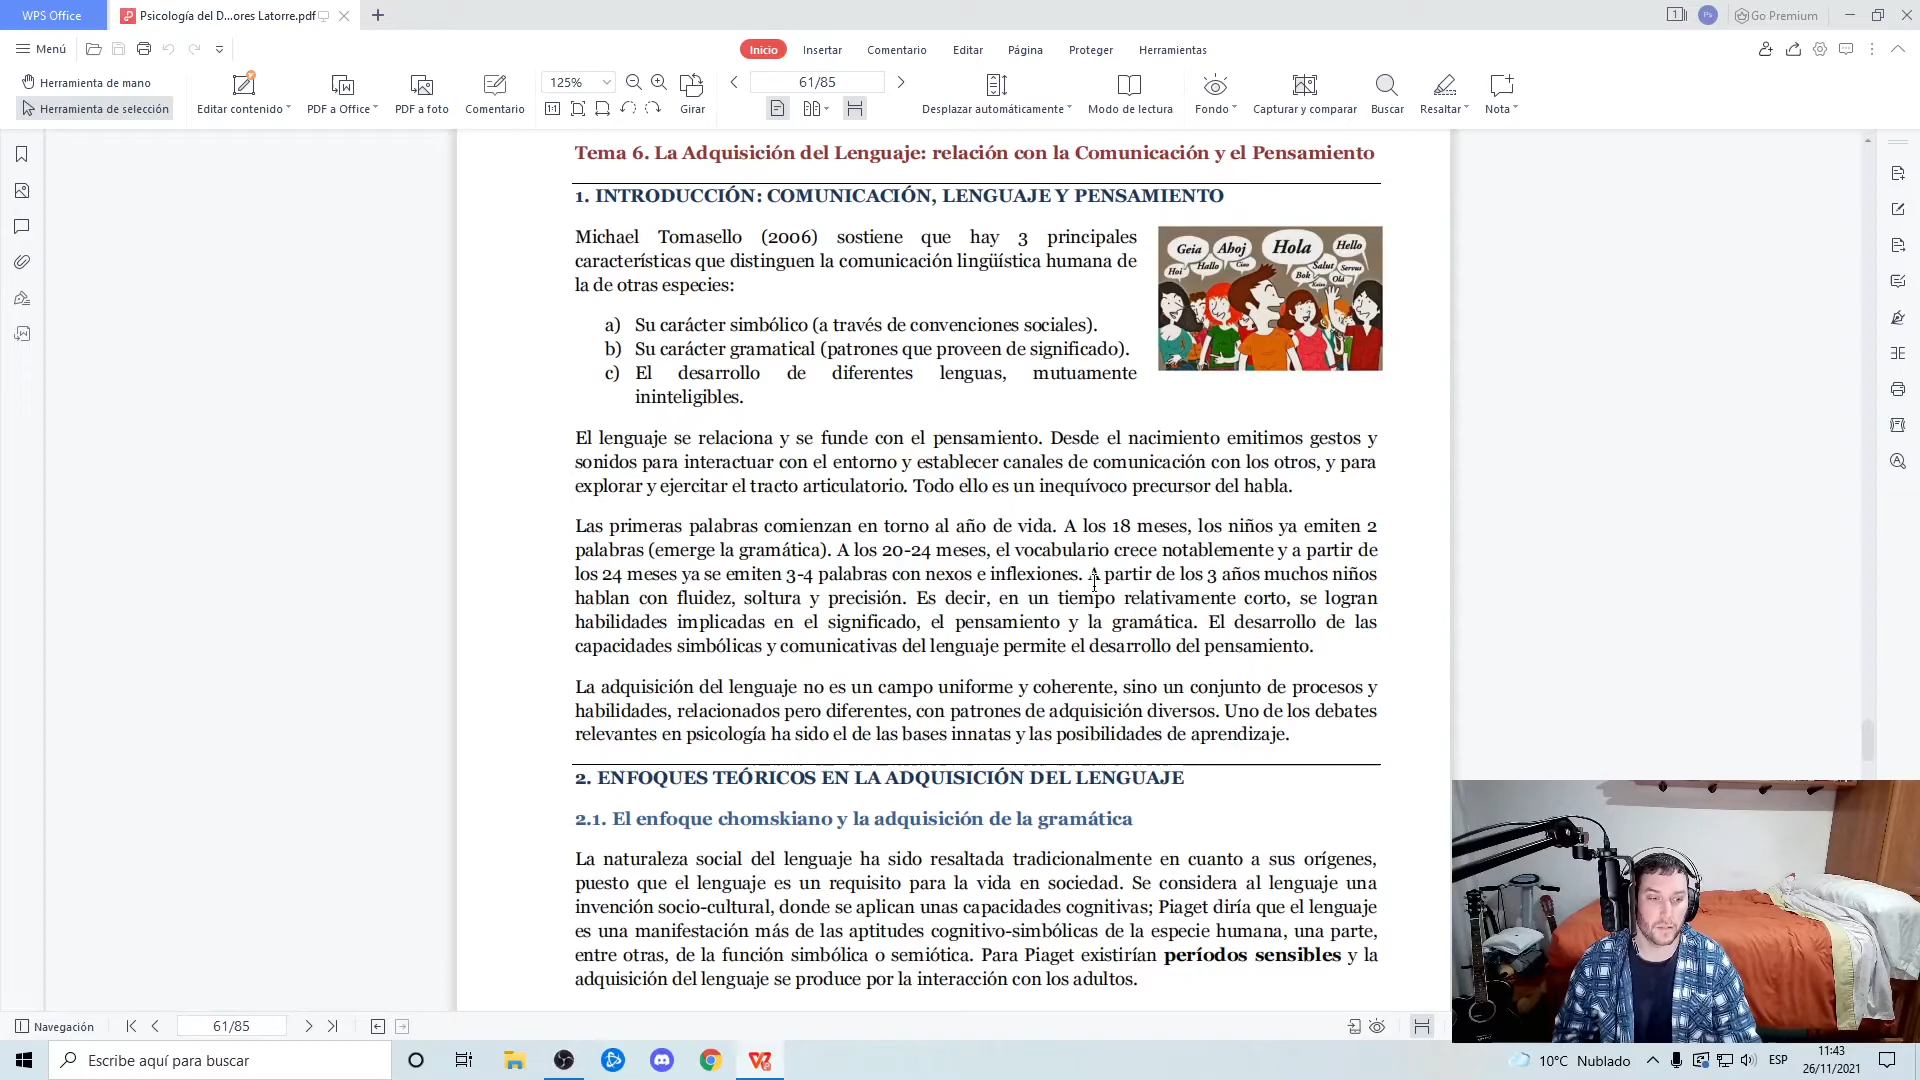 WPS Office
Psicología del D...ores Latorre.pdf
1
Ps
Go Premium
Menú
Inicio
Insertar
Comentario
Editar
Página
Proteger
Herramientas
Herramienta de mano
Herramienta de selección
Editar contenido
PDF a Office
PDF a foto
Comentario
125%
Girar
61/85
Desplazar automáticamente
Modo de lectura
Fondo
Capturar y comparar
Buscar
Resaltar
Nota
Tema 6. La Adquisición del Lenguaje: relación con la Comunicación y el Pensamiento
1. INTRODUCCIÓN: COMUNICACIÓN, LENGUAJE Y PENSAMIENTO
Michael Tomasello (2006) sostiene que hay 3 principales
características que distinguen la comunicación lingüística humana de
la de otras especies:
Geia Ahoj Hola Hello
Hoi Hallo Ciao Salut Servus
Bok Olá
a) Su carácter simbólico (a través de convenciones sociales).
b) Su carácter gramatical (patrones que proveen de significado).
c) El desarrollo de diferentes lenguas, mutuamente
ininteligibles.
El lenguaje se relaciona y se funde con el pensamiento. Desde el nacimiento emitimos gestos y
sonidos para interactuar con el entorno y establecer canales de comunicación con los otros, y para
explorar y ejercitar el tracto articulatorio. Todo ello es un inequívoco precursor del habla.
Las primeras palabras comienzan en torno al año de vida. A los 18 meses, los niños ya emiten 2
palabras (emerge la gramática). A los 20-24 meses, el vocabulario crece notablemente y a partir de
los 24 meses ya se emiten 3-4 palabras con nexos e inflexiones. A partir de los 3 años muchos niños
hablan con fluidez, soltura y precisión. Es decir, en un tiempo relativamente corto, se logran
habilidades implicadas en el significado, el pensamiento y la gramática. El desarrollo de las
capacidades simbólicas y comunicativas del lenguaje permite el desarrollo del pensamiento.
La adquisición del lenguaje no es un campo uniforme y coherente, sino un conjunto de procesos y
habilidades, relacionados pero diferentes, con patrones de adquisición diversos. Uno de los debates
relevantes en psicología ha sido el de las bases innatas y las posibilidades de aprendizaje.
2. ENFOQUES TEÓRICOS EN LA ADQUISICIÓN DEL LENGUAJE
2.1. El enfoque chomskiano y la adquisición de la gramática
La naturaleza social del lenguaje ha sido resaltada tradicionalmente en cuanto a sus orígenes,
puesto que el lenguaje es un requisito para la vida en sociedad. Se considera al lenguaje una
invención socio-cultural, donde se aplican unas capacidades cognitivas; Piaget diría que el lenguaje
es una manifestación más de las aptitudes cognitivo-simbólicas de la especie humana, una parte,
entre otras, de la función simbólica o semiótica. Para Piaget existirían períodos sensibles y la
adquisición del lenguaje se produce por la interacción con los adultos.
Navegación
61/85
Escribe aquí para buscar
10°C Nublado
ESP
11:43
26/11/2021